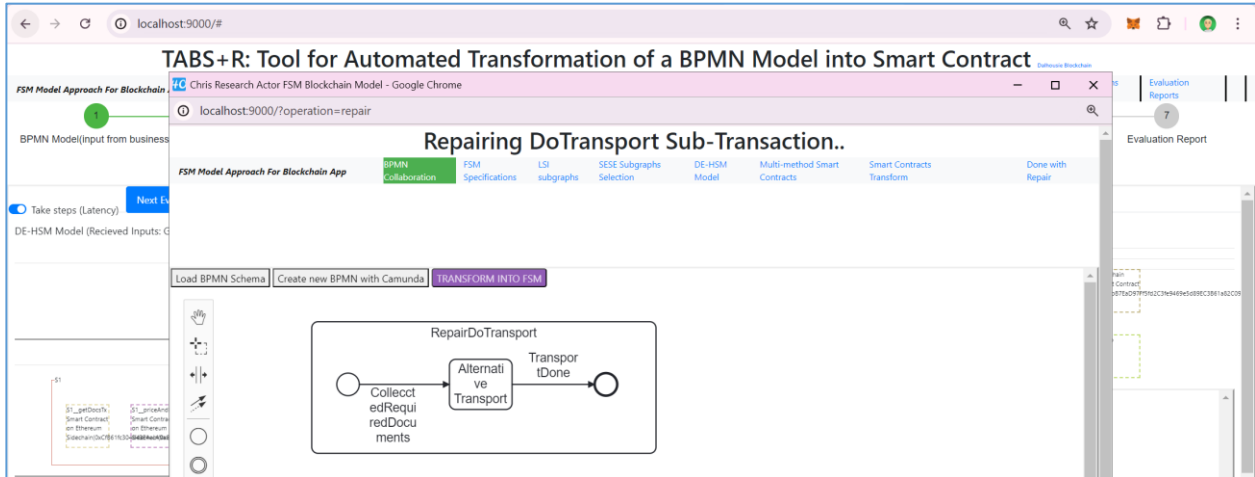 localhost:9000/#
TABS+R: Tool for Automated Transformation of a BPMN Model into Smart Contract Dalhousie Blockchain
FSM Model Approach For Blockchain
Evaluation
Reports
1
BPMN Model(input from business
7
Evaluation Report
Take steps (Latency)
Next Ev
DE-HSM Model (Recieved Inputs: G
Chris Research Actor FSM Blockchain Model - Google Chrome
localhost:9000/?operation=repair
Repairing DoTransport Sub-Transaction..
FSM Model Approach For Blockchain App
BPMN
Collaboration
FSM
Specifications
LSI
subgraphs
SESE Subgraphs
Selection
DE-HSM
Model
Multi-method Smart
Contracts
Smart Contracts
Transform
Done with
Repair
Load BPMN Schema
Create new BPMN with Camunda
TRANSFORM INTO FSM
RepairDoTransport
Collecct
edRequi
redDocu
ments
Alternati
ve
Transport
Transpor
tDone
S1
S1__getDocsTx
Smart Contract
on Ethereum
S1__priceAnd
Smart Contra
on Ethereum